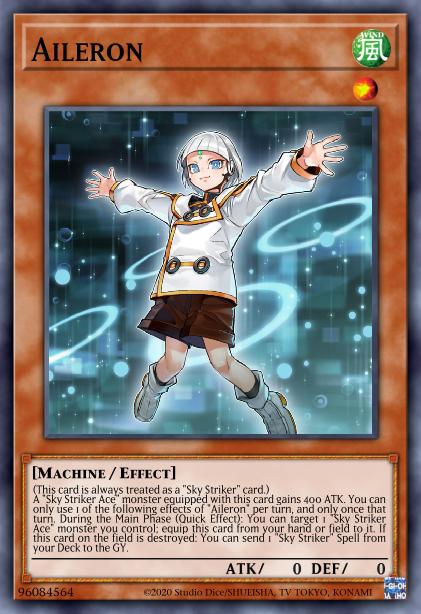 AILERON
WIND
風
[MACHINE / EFFECT]
(This card is always treated as a "Sky Striker" card.)
A "Sky Striker Ace" monster equipped with this card gains 400 ATK. You can
only use 1 of the following effects of "Aileron" per turn, and only once that
turn. During the Main Phase (Quick Effect): You can target 1 "Sky Striker
Ace" monster you control; equip this card from your hand or field to it. If
this card on the field is destroyed: You can send 1 "Sky Striker" Spell from
your Deck to the GY.
ATK/ 0 DEF/ 0
96084564
©2020 Studio Dice/SHUEISHA, TV TOKYO, KONAMI